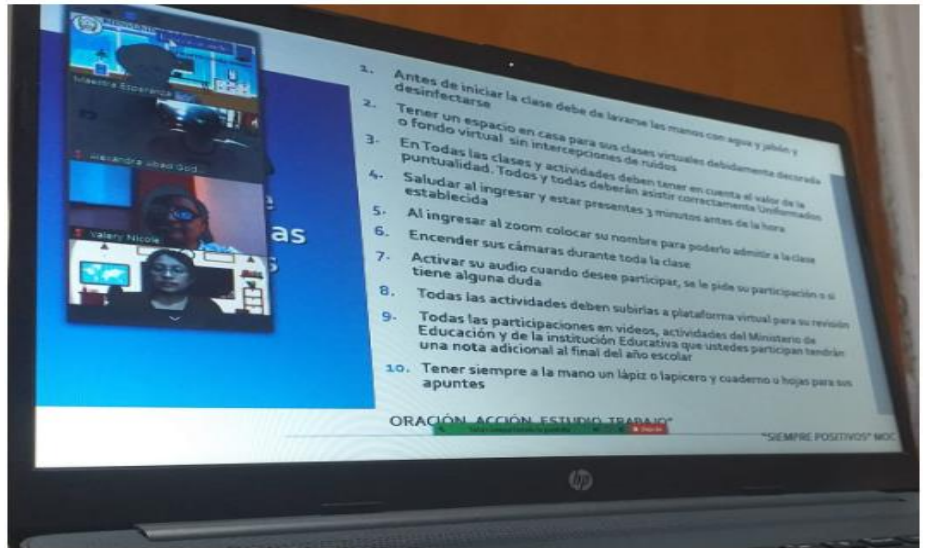 Maestra Esperanza
Alexandra Abad God..
Valery Nicole
as
s
1. Antes de iniciar la clase debe de lavarse las manos con agua y jabón y
desinfectarse
2. Tener un espacio en casa para sus clases virtuales debidamente decorada
o fondo virtual sin intercepciones de ruidos
3. En Todas las clases y actividades deben tener en cuenta el valor de la
puntualidad. Todos y todas deberán asistir correctamente Uniformados
4. Saludar al ingresar y estar presentes 3 minutos antes de la hora
establecida
5. Al ingresar al zoom colocar su nombre para poderlo admitir a la clase
6. Encender sus cámaras durante toda la clase
7. Activar su audio cuando desee participar, se le pide su participación o si
tiene alguna duda
8. Todas las actividades deben subirlas a plataforma virtual para su revisión
9. Todas las participaciones en videos, actividades del Ministerio de
Educación y de la institución Educativa que ustedes participan tendrán
una nota adicional al final del año escolar
10. Tener siempre a la mano un lápiz o lapicero y cuaderno u hojas para sus
apuntes
ORACIÓN ACCIÓN ESTUDIO TRABAJO"
"SIEMPRE POSITIVOS" MOC
hp